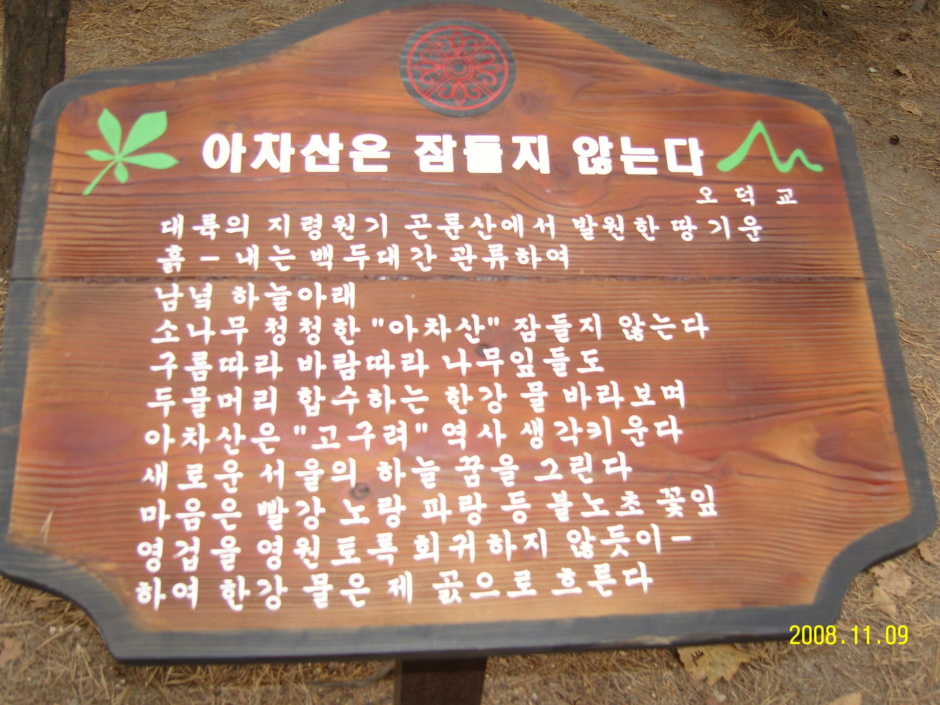 아차산은 잠들지 않는다
오덕교
대륙의 지령원기 곤륜산에서 발원한 땅기운
흙 - 내는 백두대간 관류하여
남녘 하늘아래
소나무 청청한 "아차산" 잠들지 않는다
구름따라 바람따라 나무잎들도
두물머리 합수하는 한강 물 바라보며
아차산은 "고구려" 역사 생각키운다
새로운 서울의 하늘 꿈을 그린다
마음은 빨강 노랑 파랑 등 불노초 꽃잎
영겁을 영원토록 회귀하지 않듯이-
하여 한강 물은 제 곬으로 흐른다
2008.11.09